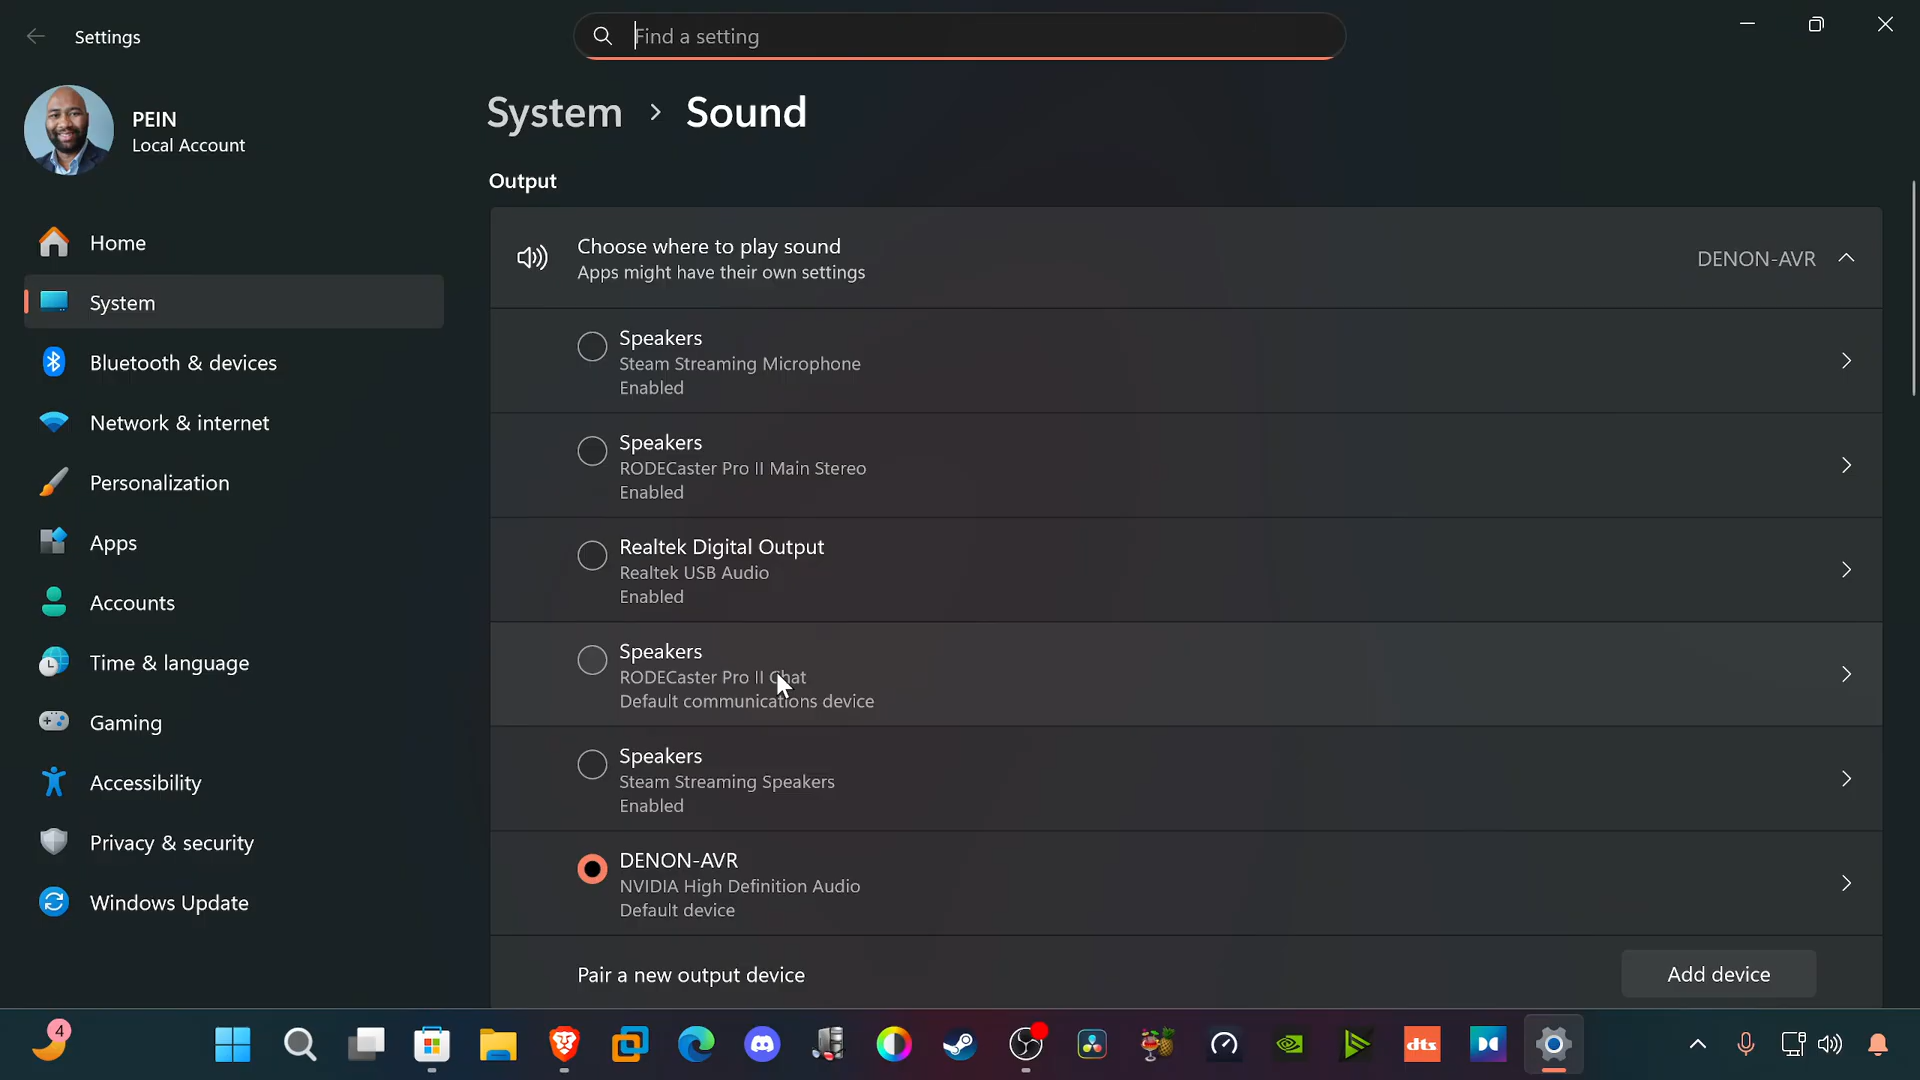 Settings
Find a setting
PEIN
Local Account
Home
System
Bluetooth & devices
Network & internet
Personalization
Apps
Accounts
Time & language
Gaming
Accessibility
Privacy & security
Windows Update
System > Sound
Output
Choose where to play sound
Apps might have their own settings
DENON-AVR
Speakers
Steam Streaming Microphone
Enabled
Speakers
RODECaster Pro II Main Stereo
Enabled
Realtek Digital Output
Realtek USB Audio
Enabled
Speakers
RODECaster Pro II Chat
Default communications device
Speakers
Steam Streaming Speakers
Enabled
DENON-AVR
NVIDIA High Definition Audio
Default device
Pair a new output device
Add device
4
dts